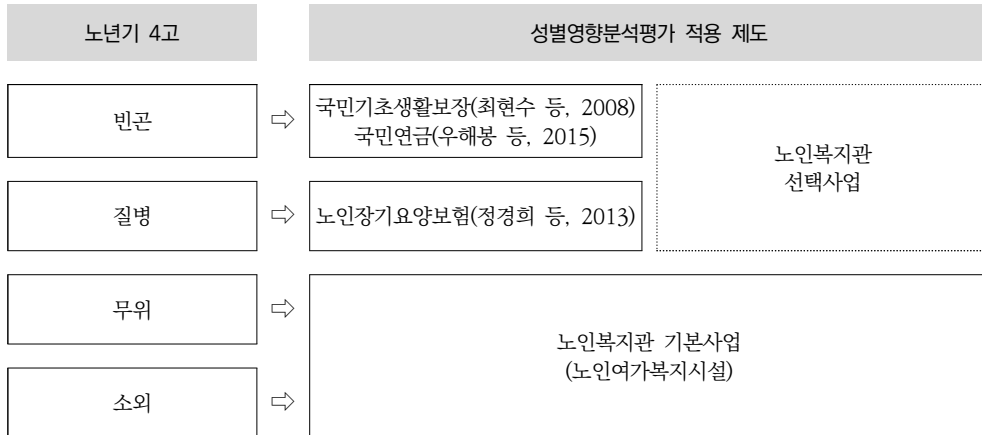 노년기 4고
성별영향분석평가 적용 제도
빈곤
국민기초생활보장(최현수 등, 2008)
국민연금(우해봉 등, 2015)
노인복지관
선택사업
질병
노인장기요양보험(정경희 등, 2013)
무위
노인복지관 기본사업
(노인여가복지시설)
소외